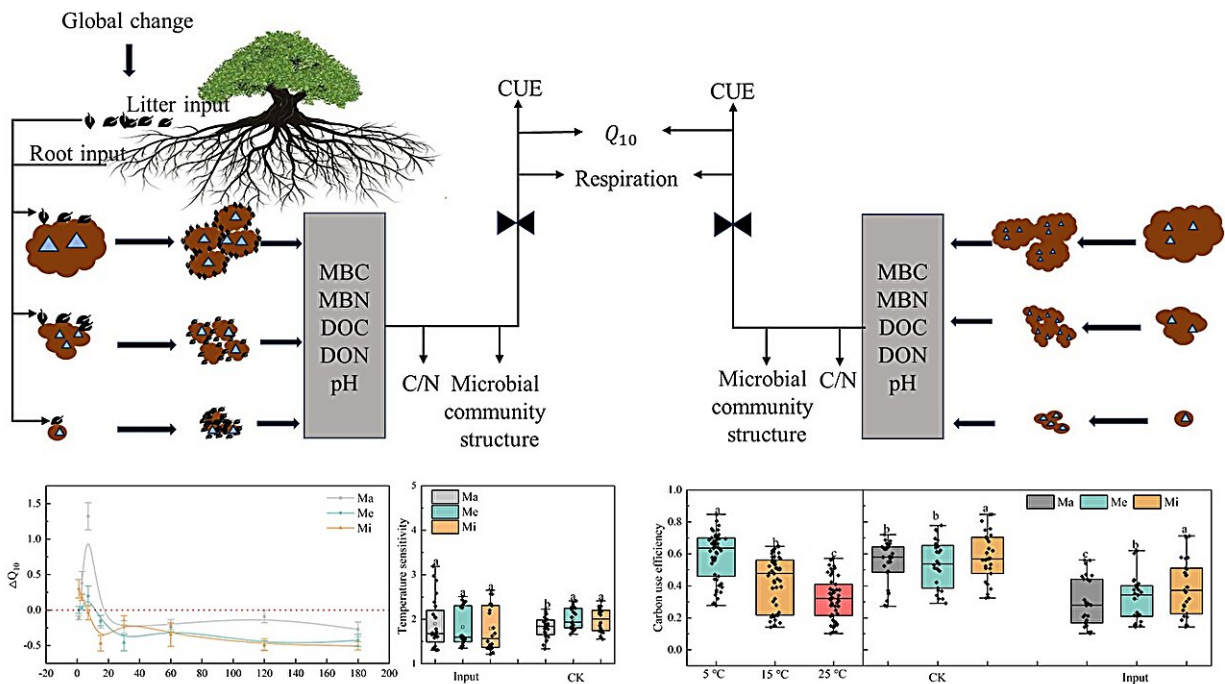 Global change
Litter input
Root input
CUE
CUE
Q10
Respiration
MBC
MBN
DOC
DON
pH
C/N
Microbial
community
structure
Microbial
community
structure
C/N
MBC
MBN
DOC
DON
pH
ΔQ10
1.5
1.0
0.5
0.0
-0.5
0 20 40 60 80 100 120 140 160 180 200
Ma
Me
Mi
Temperature sensitivity
5
4
3
2
1
Ma
Me
Mi
a a a b a a
Input CK
Carbon use efficiency
1.0
0.8
0.6
0.4
0.2
0.0
Ma Me Mi
a b c b b a c b a
5 °C 15 °C 25 °C CK Input